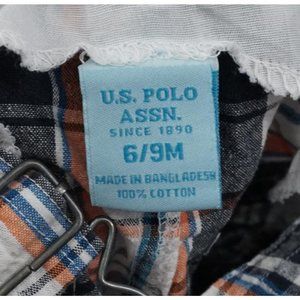 U.S. POLO
ASSN.
SINCE 1890
6/9M
MADE IN BANGLADESH
100% COTTON